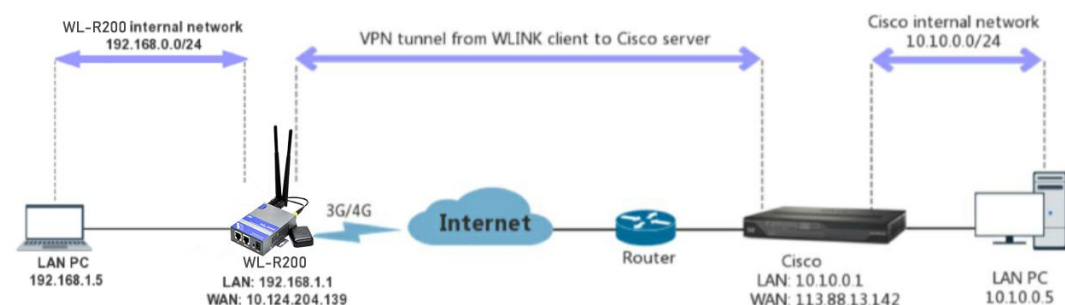 WL-R200 internal network
192.168.0.0/24
VPN tunnel from WLINK client to Cisco server
Cisco internal network
10.10.0.0/24
3G/4G
Internet
LAN PC
192.168.1.5
WL-R200
LAN: 192.168.1.1
WAN: 10.124.204.139
Router
Cisco
LAN: 10.10.0.1
WAN: 113.88.13.142
LAN PC
10.10.0.5